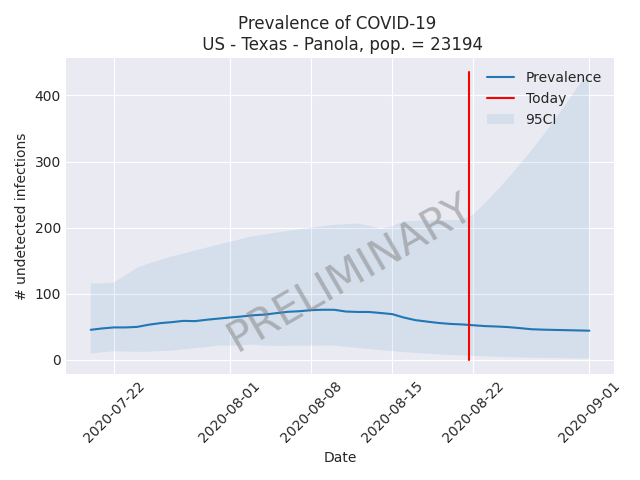 Prevalence of COVID-19
US - Texas - Panola, pop. = 23194
Prevalence
Today
95CI
# undetected infections
400
300
200
100
0
PRELIMINARY
2020-07-22
2020-08-01
2020-08-08
2020-08-15
2020-08-22
2020-09-01
Date